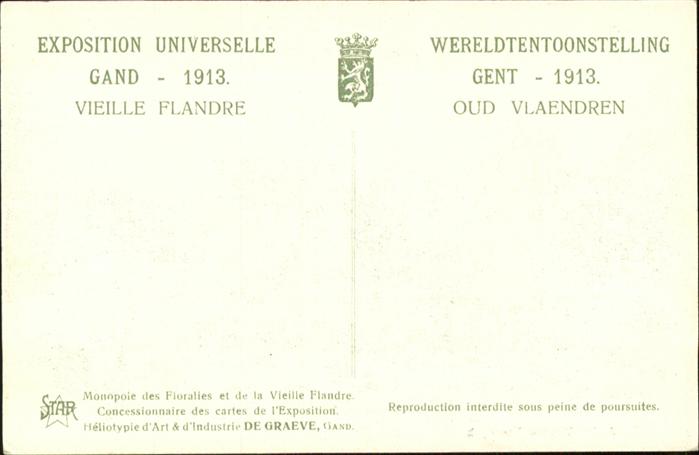 EXPOSITION UNIVERSELLE
GAND - 1913.
VIEILLE FLANDRE
WERELDTENTOONSTELLING
GENT - 1913.
OUD VLAENDREN
STAR
Monopole des Floralies et de la Vieille Flandre.
Concessionnaire des cartes de l'Exposition.
Héliotypie d'Art & d'Industrie DE GRAEVE, GAND.
Reproduction interdite sous peine de poursuites.